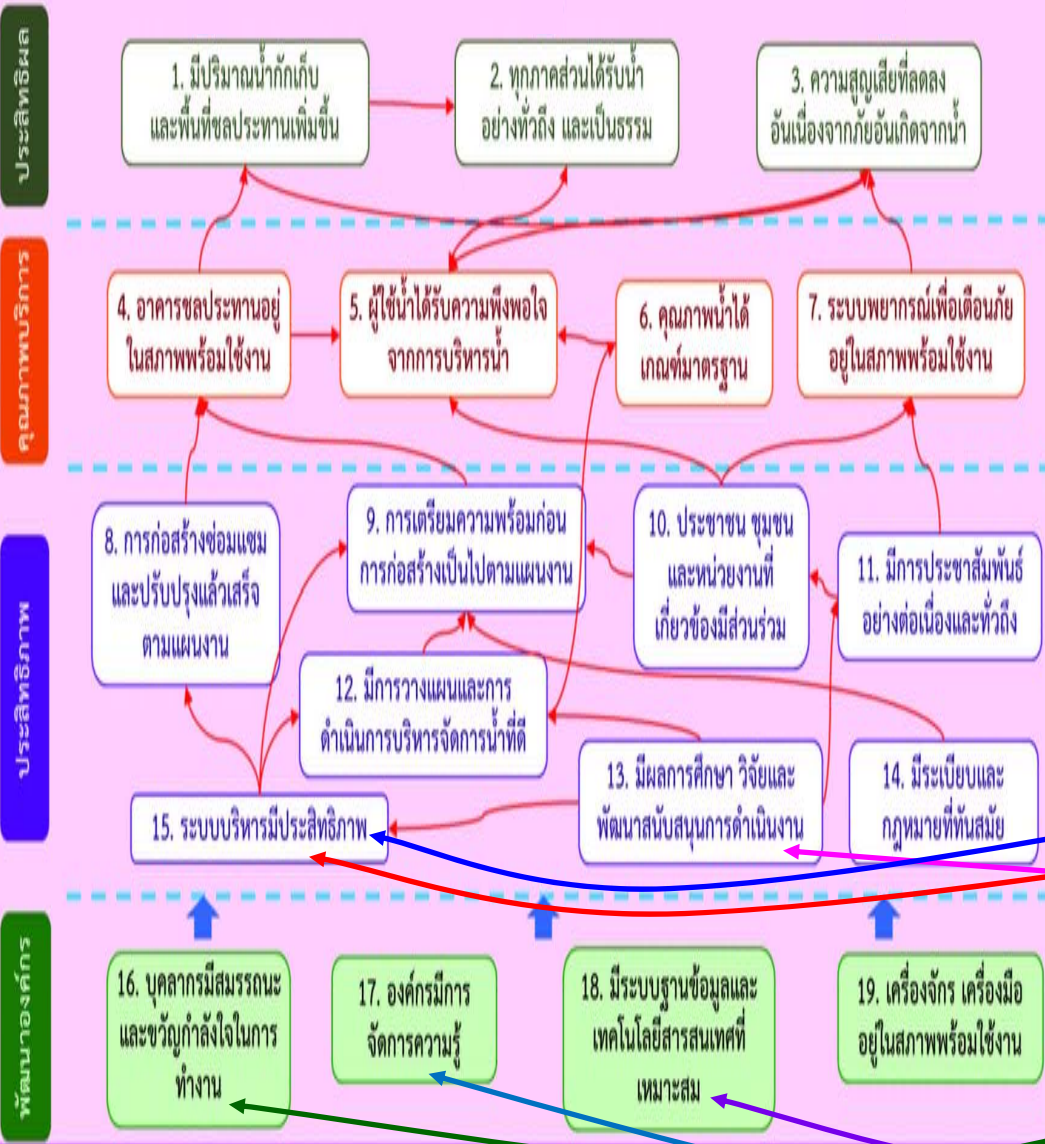 ประสิทธิผล
1. มีปริมาณน้ำกักเก็บ
และพื้นที่ชลประทานเพิ่มขึ้น
2. ทุกภาคส่วนได้รับน้ำ
อย่างทั่วถึง และเป็นธรรม
3. ความสูญเสียที่ลดลง
อันเนื่องจากภัยอันเกิดจากน้ำ
คุณภาพบริการ
4. อาคารชลประทานอยู่
ในสภาพพร้อมใช้งาน
5. ผู้ใช้น้ำได้รับความพึงพอใจ
จากการบริหารน้ำ
6. คุณภาพน้ำได้
เกณฑ์มาตรฐาน
7. ระบบพยากรณ์เพื่อเตือนภัย
อยู่ในสภาพพร้อมใช้งาน
ประสิทธิภาพ
8. การก่อสร้างซ่อมแซม
และปรับปรุงแล้วเสร็จ
ตามแผนงาน
9. การเตรียมความพร้อมก่อน
การก่อสร้างเป็นไปตามแผนงาน
10. ประชาชน ชุมชน
และหน่วยงานที่
เกี่ยวข้องมีส่วนร่วม
11. มีการประชาสัมพันธ์
อย่างต่อเนื่องและทั่วถึง
12. มีการวางแผนและการ
ดำเนินการบริหารจัดการน้ำที่ดี
13. มีผลการศึกษา วิจัยและ
พัฒนาสนับสนุนการดำเนินงาน
14. มีระเบียบและ
กฎหมายที่ทันสมัย
15. ระบบบริหารมีประสิทธิภาพ
พัฒนาองค์กร
16. บุคลากรมีสมรรถนะ
และขวัญกำลังใจในการ
ทำงาน
17. องค์กรมีการ
จัดการความรู้
18. มีระบบฐานข้อมูลและ
เทคโนโลยีสารสนเทศที่
เหมาะสม
19. เครื่องจักร เครื่องมือ
อยู่ในสภาพพร้อมใช้งาน